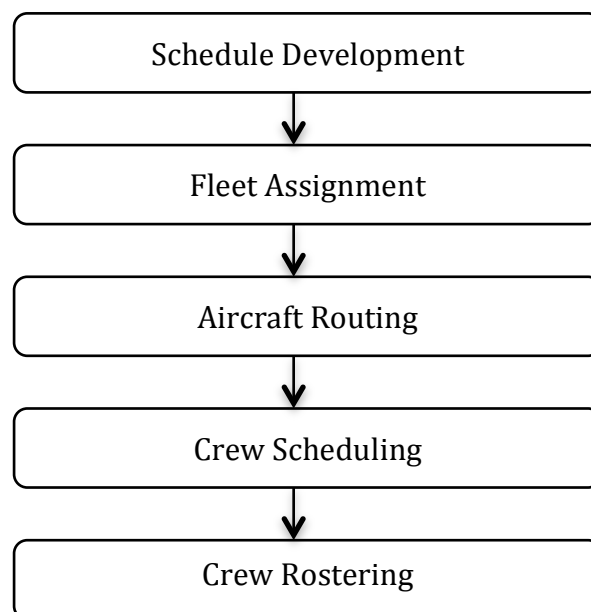 Schedule Development
Fleet Assignment
Aircraft Routing
Crew Scheduling
Crew Rostering